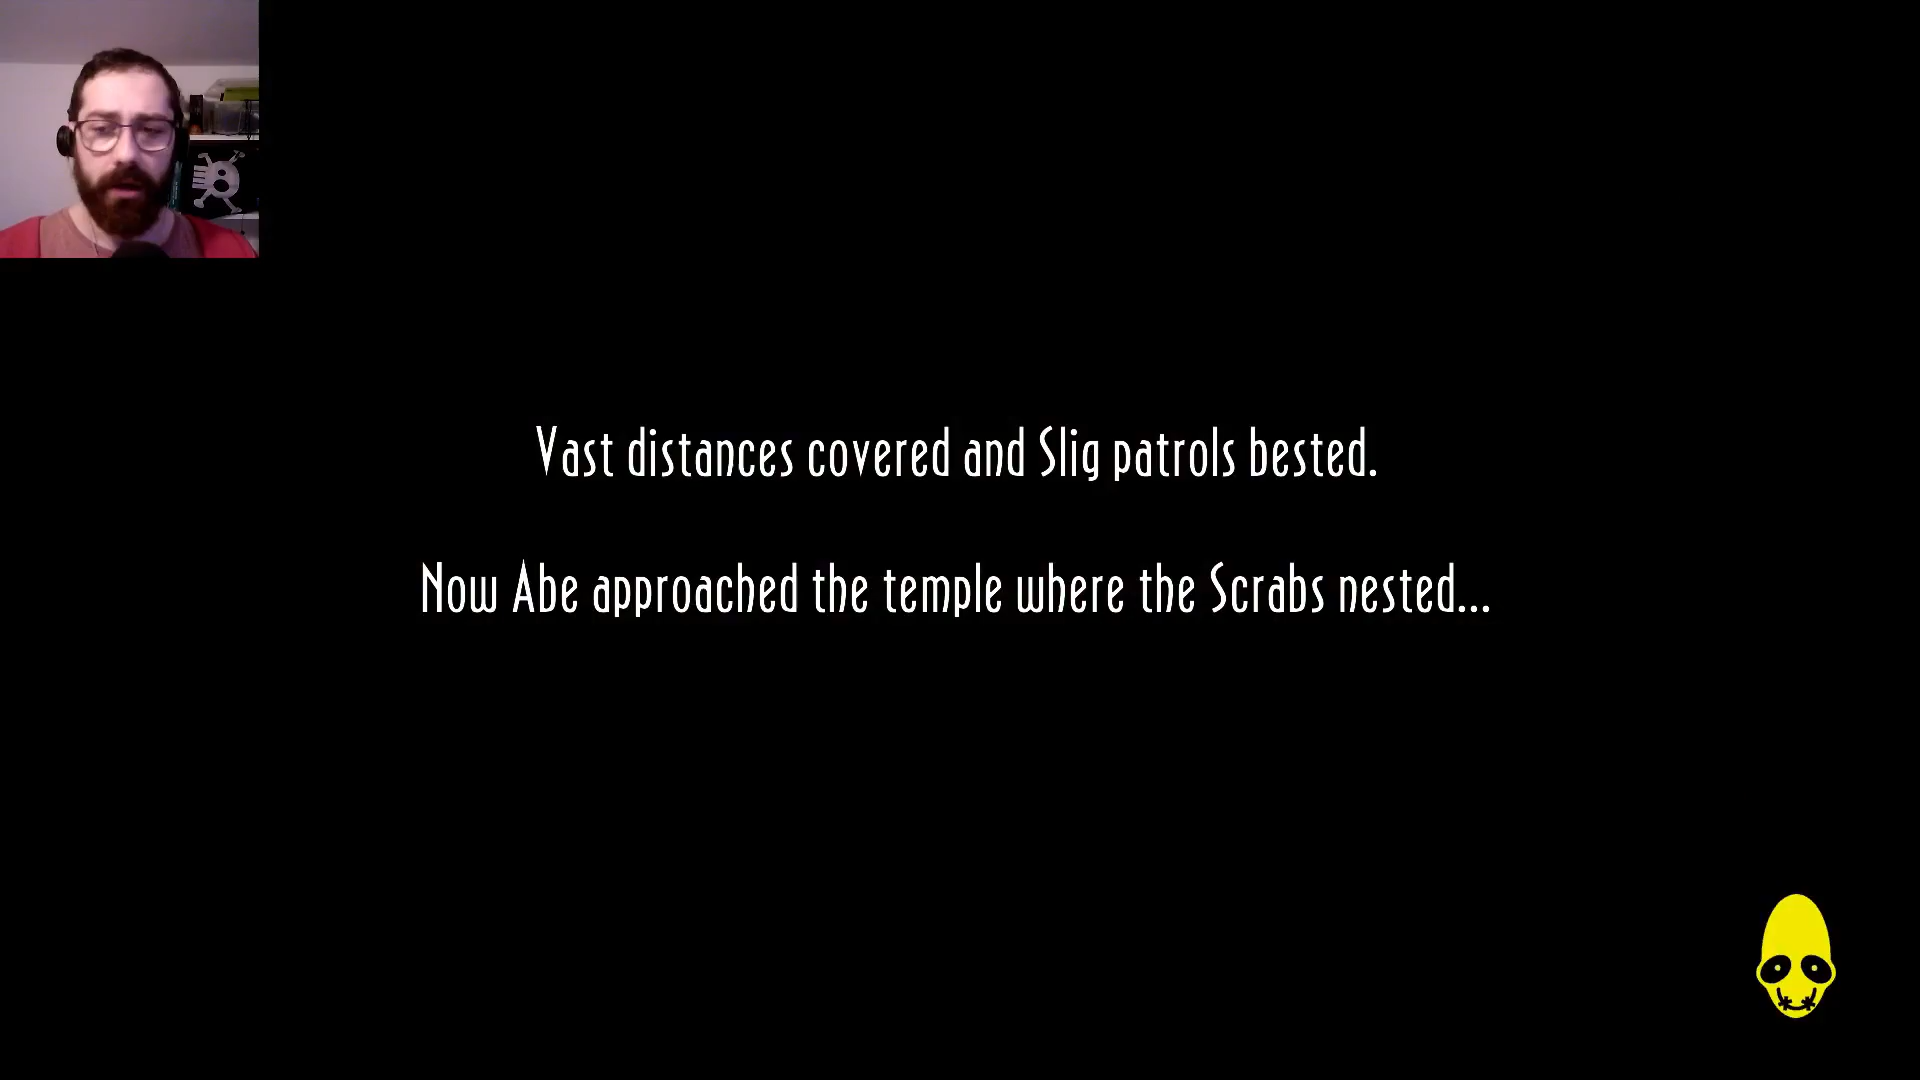 Vast distances covered and Slig patrols bested.
Now Abe approached the temple where the Scrabs nested...